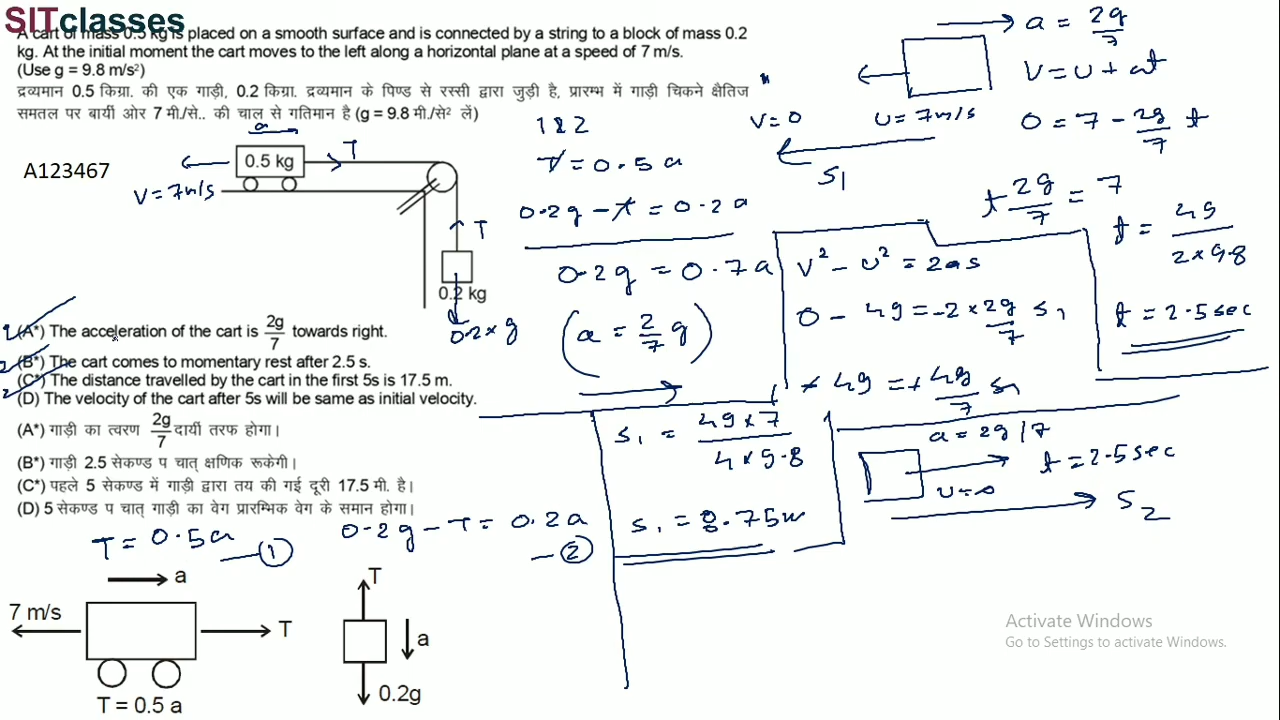 SITclasses
A cart of mass 0.5 kg is placed on a smooth surface and is connected by a string to a block of mass 0.2
kg. At the initial moment the cart moves to the left along a horizontal plane at a speed of 7 m/s.
(Use g = 9.8 m/s²)
द्रव्यमान 0.5 किग्रा. की एक गाड़ी, 0.2 किग्रा. द्रव्यमान के पिण्ड से रस्सी द्वारा जुड़ी है, प्रारम्भ में गाड़ी चिकने क्षैतिज
समतल पर बार्यी ओर 7 मी./से.. की चाल से गतिमान है (g = 9.8 मी./से² लें)
A123467
a
0.5 kg
T
V = 7m/s
T
0.2 kg
0.2 x g
(A*) The acceleration of the cart is 2g/7 towards right.
(B*) The cart comes to momentary rest after 2.5 s.
(C*) The distance travelled by the cart in the first 5s is 17.5 m.
(D) The velocity of the cart after 5s will be same as initial velocity.
(A*) गाड़ी का त्वरण 2g/7 दायीं तरफ होगा।
(B*) गाड़ी 2.5 सेकण्ड प चात् क्षणिक रूकेगी।
(C*) पहले 5 सेकण्ड में गाड़ी द्वारा तय की गई दूरी 17.5 मी. है।
(D) 5 सेकण्ड प चात् गाड़ी का वेग प्रारम्भिक वेग के समान होगा।
T = 0.5a — 1
0.2g – T = 0.2a — 2
a
7 m/s
T
T = 0.5 a
T
a
0.2g
1 & 2
T = 0.5 a
0.2g – T = 0.2a
0.2g = 0.7a
(a = 2/7 g)
a = 2g/7
V = u + at
V = 0
u = 7m/s
0 = 7 – 2g/7 t
S1
t 2g/7 = 7
t = 49/2 x 9.8
t = 2.5 sec
V² – u² = 2as
0 – 49 = –2 x 2g/7 S1
– 49 = + 4g/7 S1
S1 = 49 x 7/4 x 9.8
S1 = 8.75m
a = 2g/7
t = 2.5 sec
u = 0
S2
Activate Windows
Go to Settings to activate Windows.